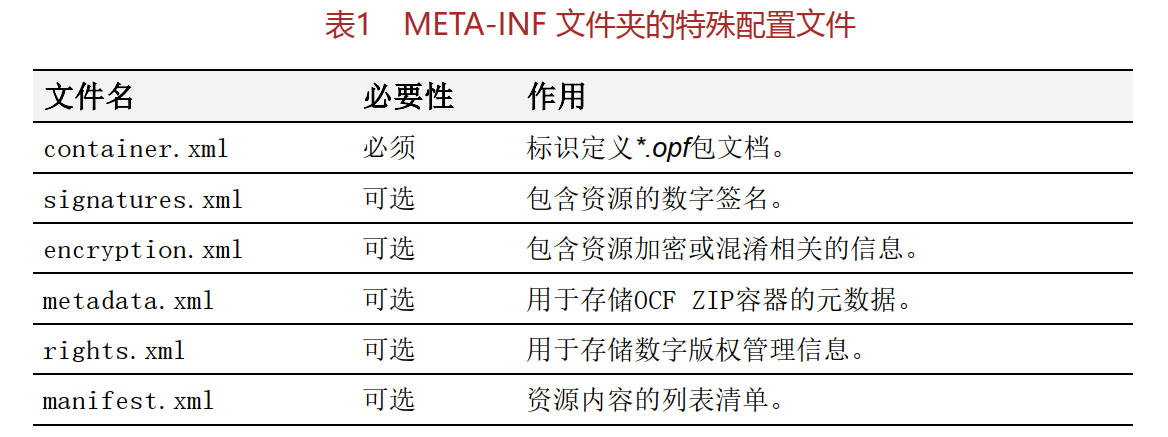 表1 META-INF 文件夹的特殊配置文件
文件名 必要性 作用
container.xml 必须 标识定义*.opf包文档。
signatures.xml 可选 包含资源的数字签名。
encryption.xml 可选 包含资源加密或混淆相关的信息。
metadata.xml 可选 用于存储OCF ZIP容器的元数据。
rights.xml 可选 用于存储数字版权管理信息。
manifest.xml 可选 资源内容的列表清单。